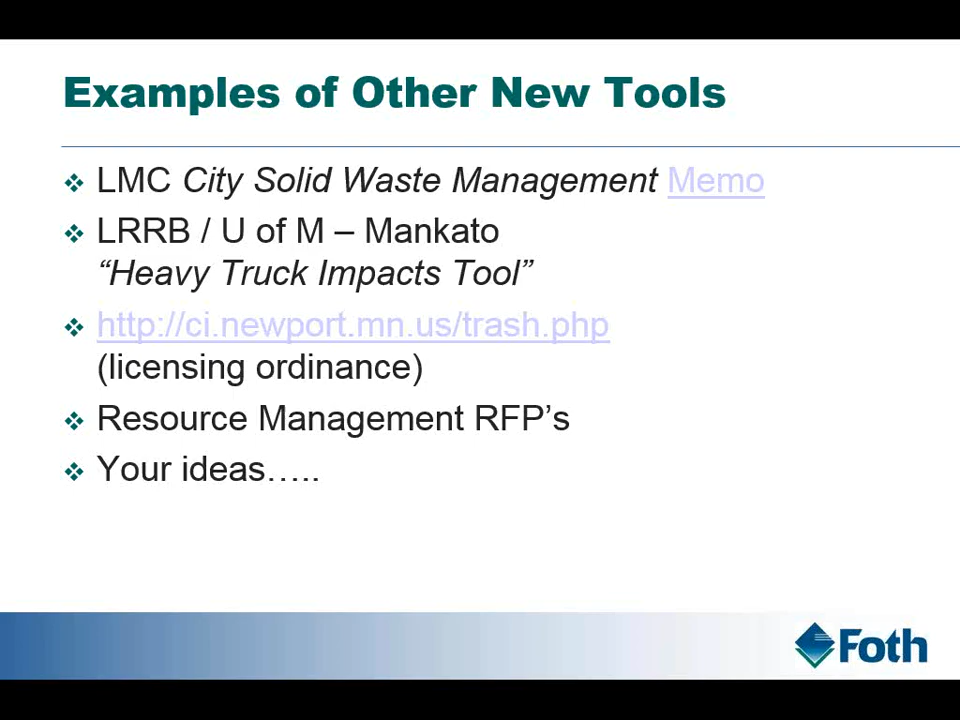 Examples of Other New Tools
LMC City Solid Waste Management Memo
LRRB / U of M – Mankato
“Heavy Truck Impacts Tool”
http://ci.newport.mn.us/trash.php
(licensing ordinance)
Resource Management RFP’s
Your ideas…..
Foth